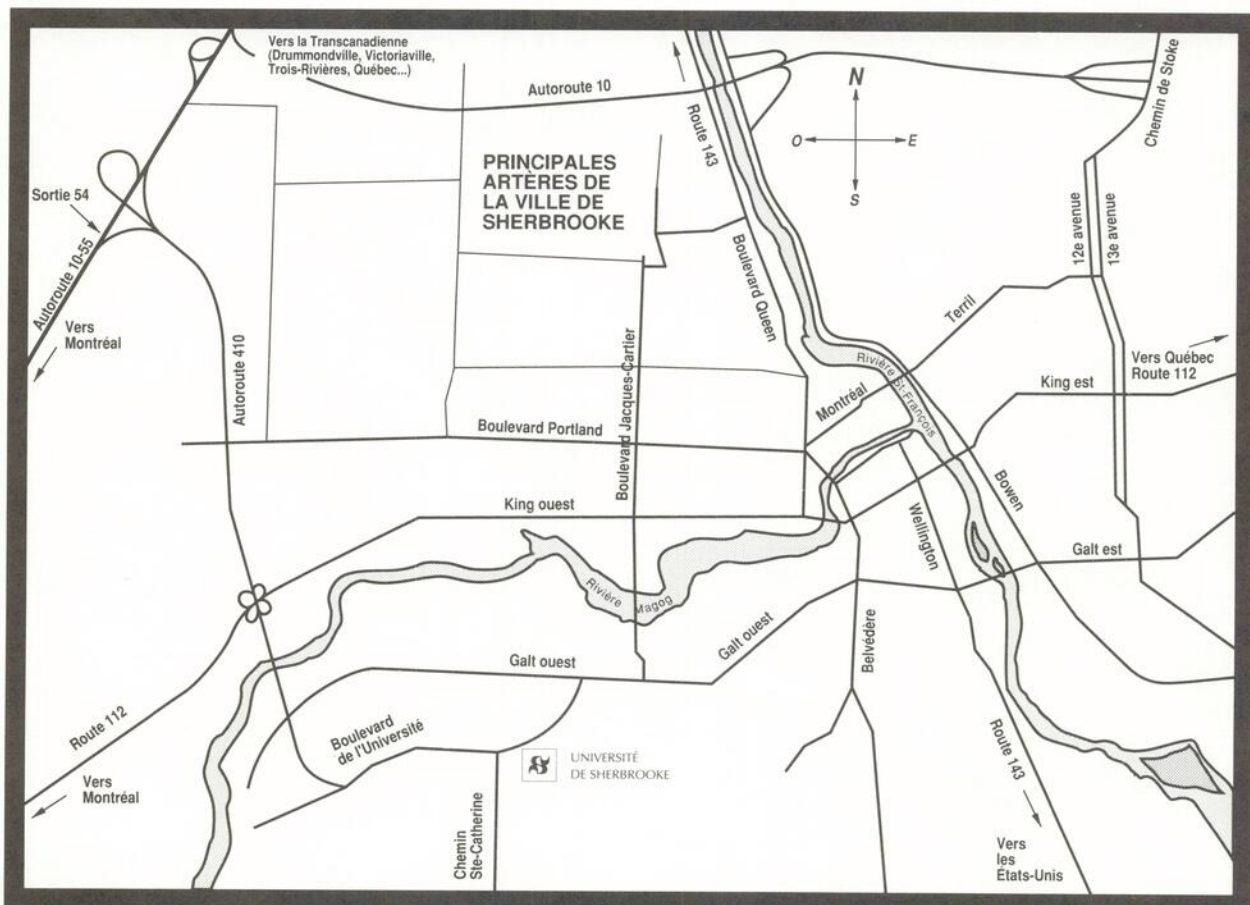 Vers la Transcanadienne
(Drummondville, Victoriaville,
Trois-Rivières, Québec...)
Autoroute 10
Route 143
N
O
E
S
Chemin de Stoke
PRINCIPALES
ARTÈRES DE
LA VILLE DE
SHERBROOKE
Sortie 54
Autoroute 10-55
Vers
Montréal
Autoroute 410
Boulevard Queen
12e avenue
13e avenue
Terril
Boulevard Jacques-Cartier
Rivière St-François
Vers Québec
Route 112
King est
Montréal
Boulevard Portland
Bowen
King ouest
Wellington
Galt est
Rivière Magog
Belvédère
Galt ouest
Galt ouest
Route 112
Boulevard
de l'Université
UNIVERSITÉ
DE SHERBROOKE
Route 143
Vers
Montréal
Chemin
Ste-Catherine
Vers
les
États-Unis